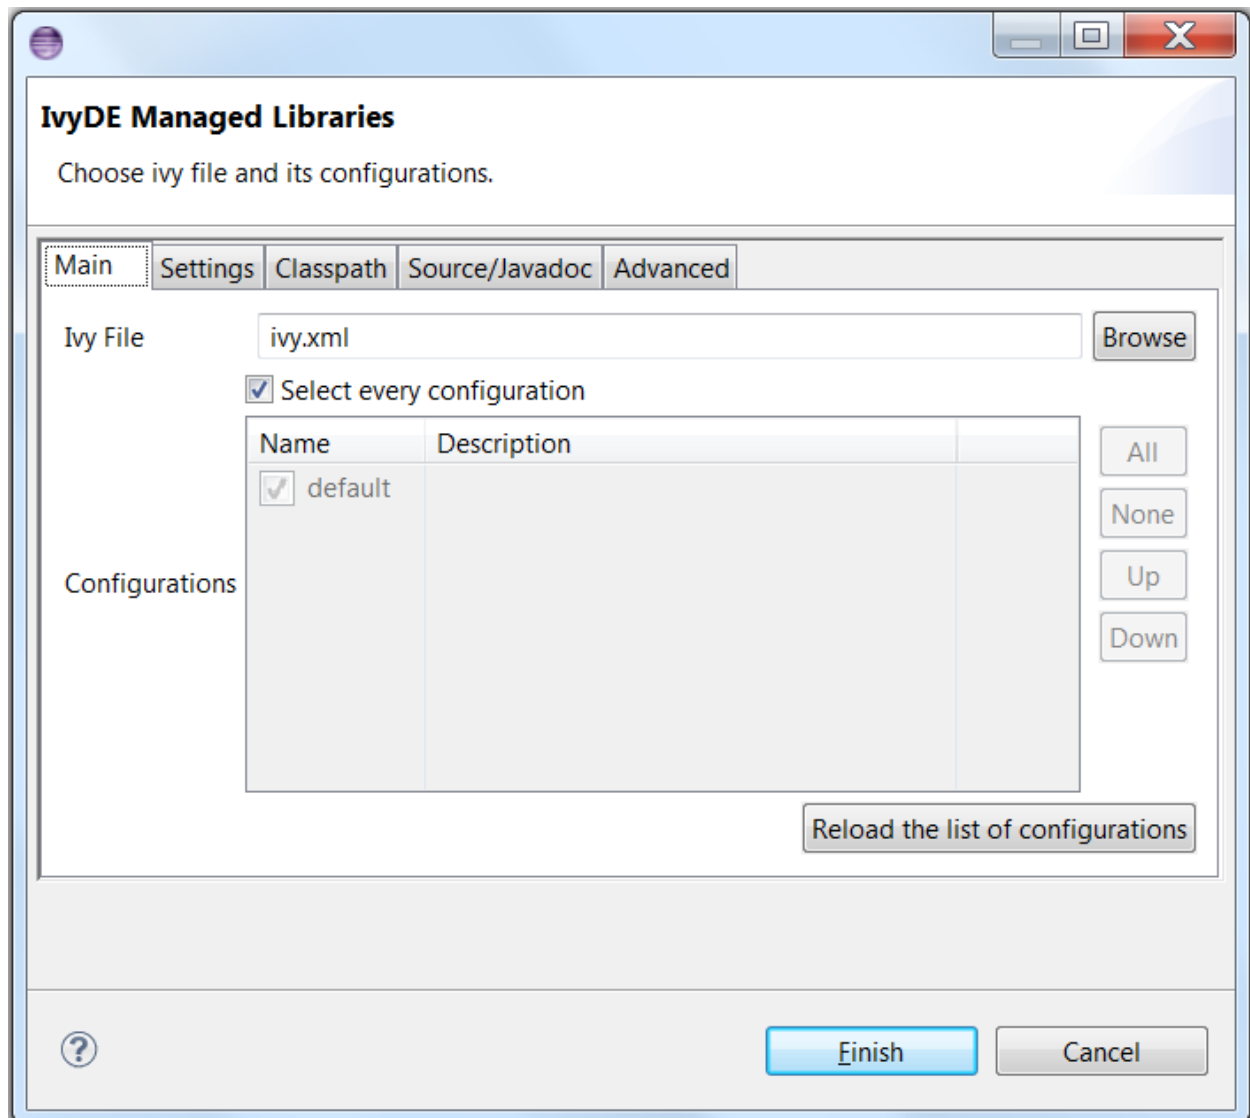 IvyDE Managed Libraries
Choose ivy file and its configurations.
Main Settings Classpath Source/Javadoc Advanced
Ivy File ivy.xml Browse
Select every configuration
Name Description
All
default
None
Up
Configurations
Down
Reload the list of configurations
Finish Cancel